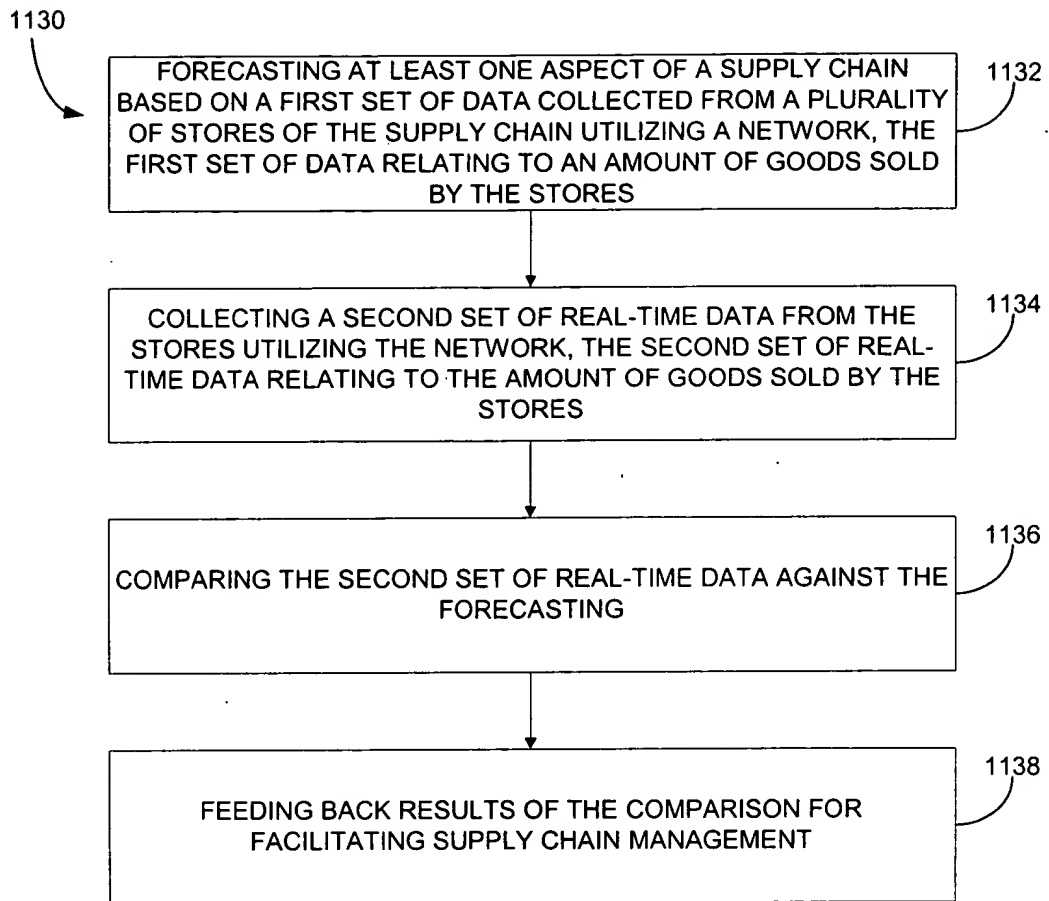 1130
FORECASTING AT LEAST ONE ASPECT OF A SUPPLY CHAIN
BASED ON A FIRST SET OF DATA COLLECTED FROM A PLURALITY
OF STORES OF THE SUPPLY CHAIN UTILIZING A NETWORK, THE
FIRST SET OF DATA RELATING TO AN AMOUNT OF GOODS SOLD
BY THE STORES
1132
COLLECTING A SECOND SET OF REAL-TIME DATA FROM THE
STORES UTILIZING THE NETWORK, THE SECOND SET OF REAL-
TIME DATA RELATING TO THE AMOUNT OF GOODS SOLD BY THE
STORES
1134
COMPARING THE SECOND SET OF REAL-TIME DATA AGAINST THE
FORECASTING
1136
FEEDING BACK RESULTS OF THE COMPARISON FOR
FACILITATING SUPPLY CHAIN MANAGEMENT
1138